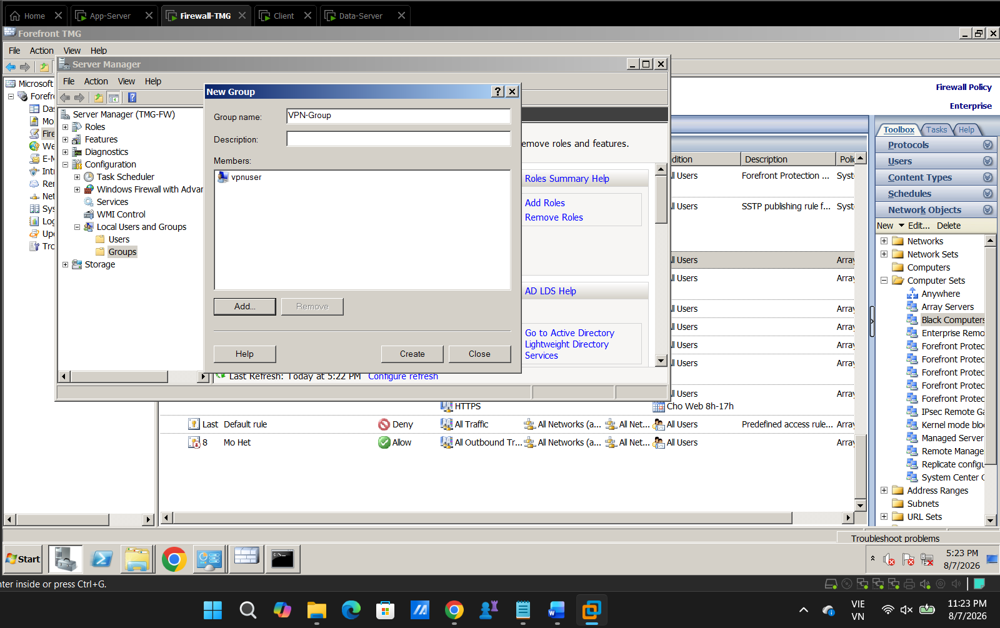 Home
App-Server
Firewall-TMG
Client
Data-Server
Forefront TMG
File Action View Help
Server Manager
File Action View Help
New Group
Group name: VPN-Group
Description:
Members:
vpnuser
Add...
Remove
Help
Create
Close
Microsoft
Forefr
Das
Mo
Fire
We
E-M
Intr
Rem
Net
Sys
Log
Upd
Tro
Server Manager (TMG-FW)
Roles
Features
Diagnostics
Configuration
Task Scheduler
Windows Firewall with Advar
Services
WMI Control
Local Users and Groups
Users
Groups
Storage
emove roles and features.
Roles Summary Help
Add Roles
Remove Roles
AD LDS Help
Go to Active Directory
Lightweight Directory
Services
Last Refresh: Today at 5:22 PM Configure refresh
Firewall Policy
Enterprise
dition Description Polic
ll Users Forefront Protection ... Syst
ll Users SSTP publishing rule f... Syst
ll Users Array
ll Users Array
ll Users Array
ll Users Array
ll Users Array
ll Users Array
ll Users Array
HTTPS Cho Web 8h-17h
Last Default rule Deny All Traffic All Networks (a... All Net... All Users Predefined access rule... Array
8 Mo Het Allow All Outbound Tr... All Networks (a... All Net... All Users Array
Toolbox Tasks Help
Protocols
Users
Content Types
Schedules
Network Objects
New Edit... Delete
Networks
Network Sets
Computers
Computer Sets
Anywhere
Array Servers
Black Computers
Enterprise Remo
Forefront Protec
Forefront Protec
Forefront Protec
Forefront Protec
Forefront Protec
IPsec Remote Ga
Kernel mode bloc
Managed Server
Remote Manage
Replicate configu
System Center C
Address Ranges
Subnets
URL Sets
Troubleshoot problems
Start
5:23 PM
8/7/2026
nter inside or press Ctrl+G.
VIE
VN
11:23 PM
8/7/2026